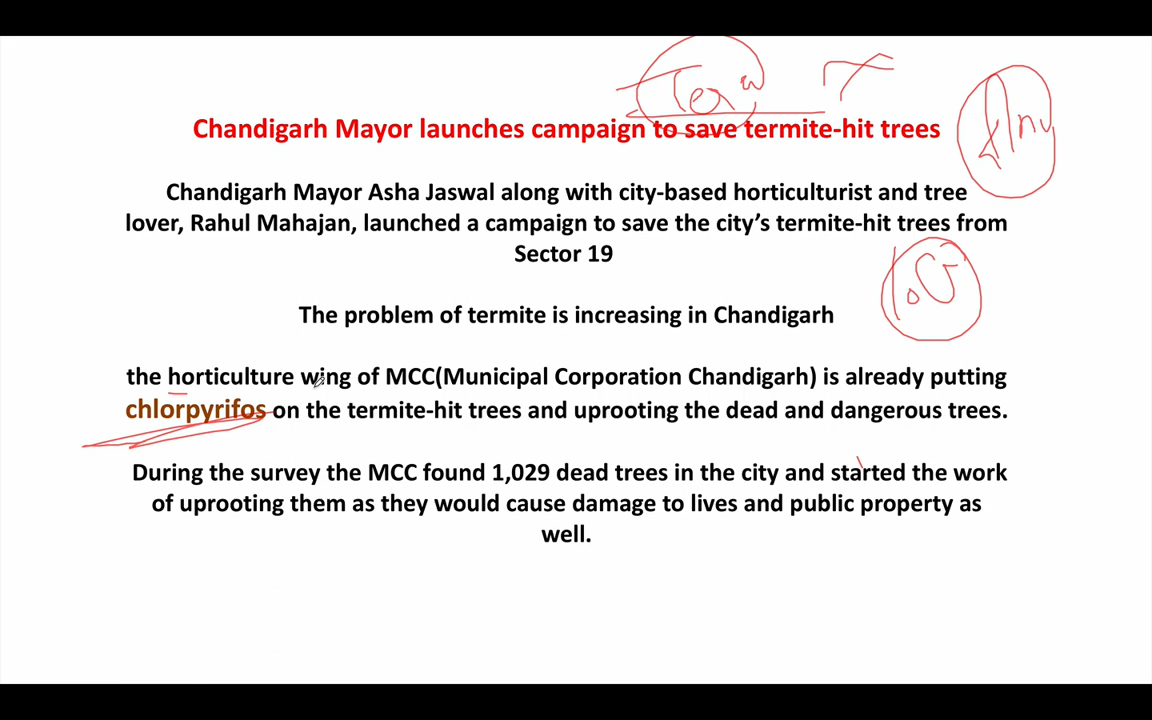 Chandigarh Mayor launches campaign to save termite-hit trees
Chandigarh Mayor Asha Jaswal along with city-based horticulturist and tree
lover, Rahul Mahajan, launched a campaign to save the city’s termite-hit trees from
Sector 19
The problem of termite is increasing in Chandigarh
the horticulture wing of MCC(Municipal Corporation Chandigarh) is already putting
chlorpyrifos on the termite-hit trees and uprooting the dead and dangerous trees.
During the survey the MCC found 1,029 dead trees in the city and started the work
of uprooting them as they would cause damage to lives and public property as
well.